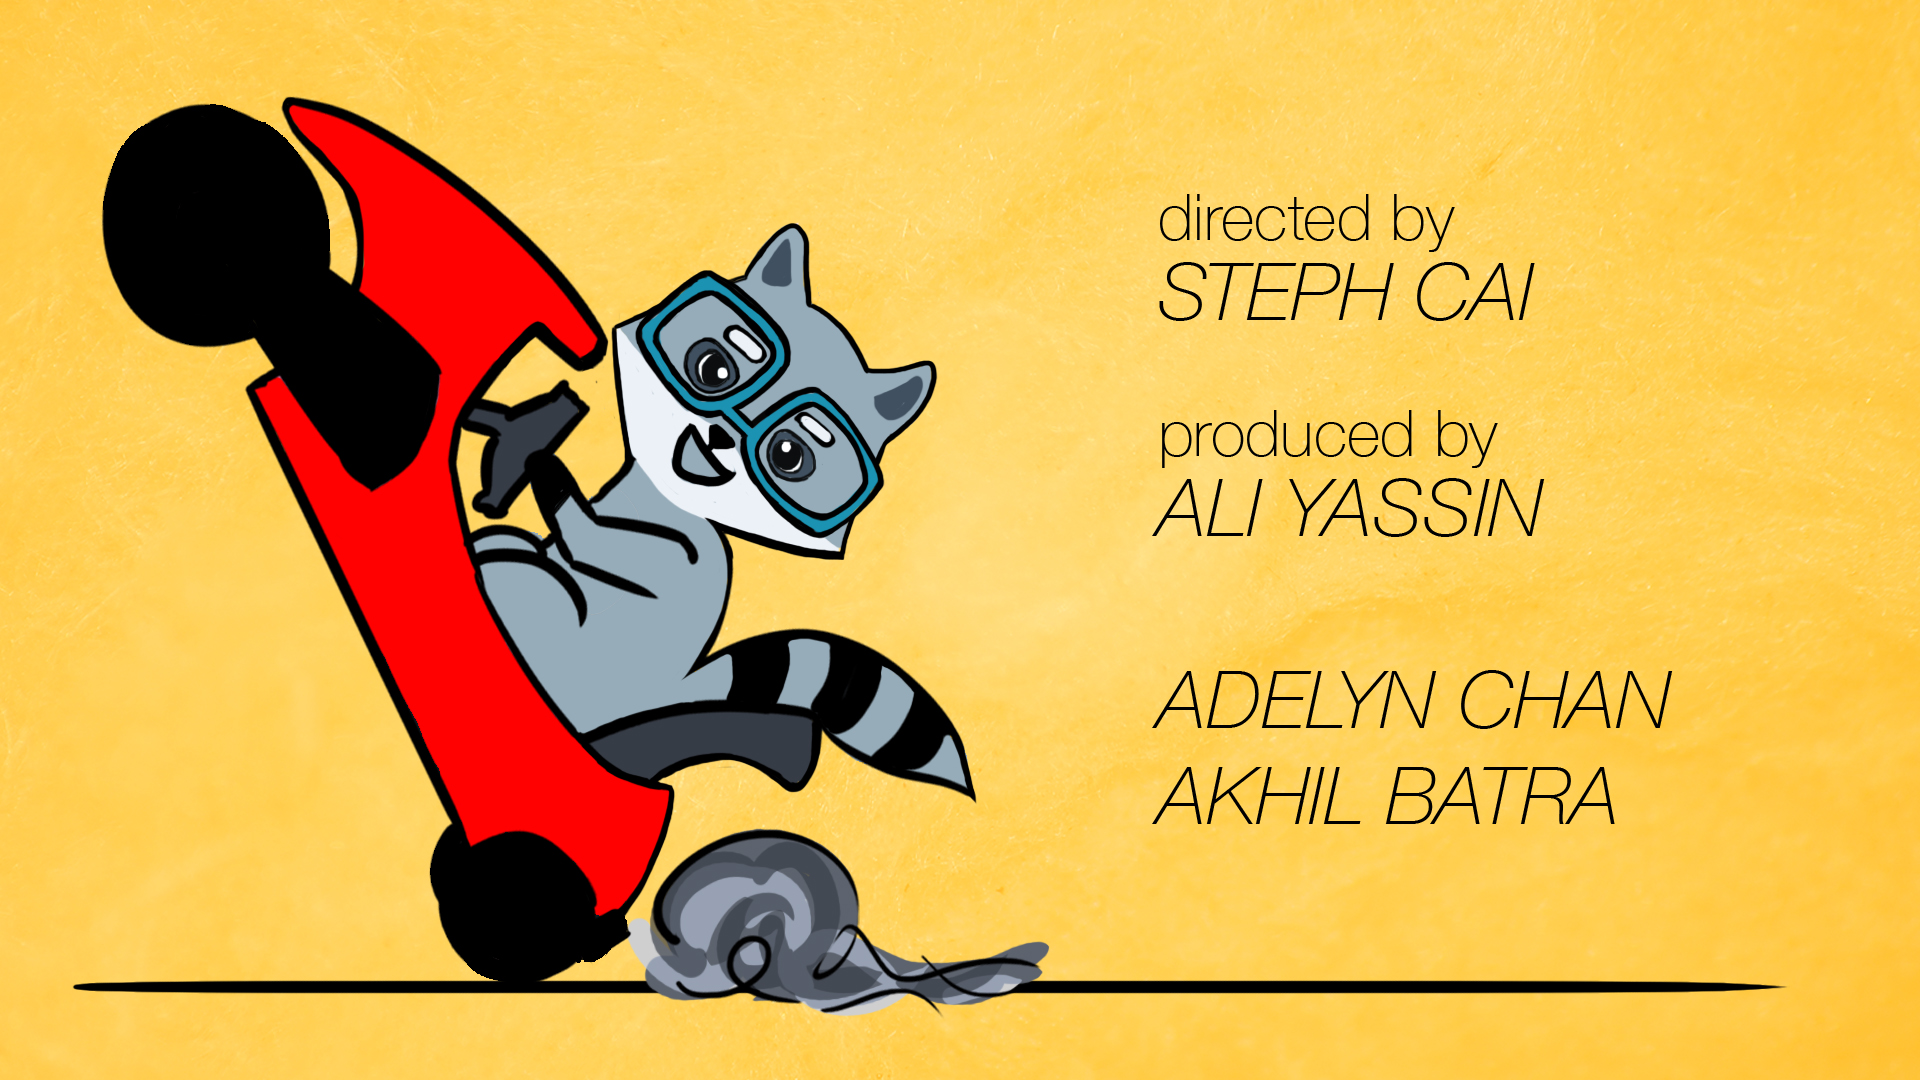 directed by
STEPH CAI
produced by
ALI YASSIN
ADELYN CHAN
AKHIL BATRA